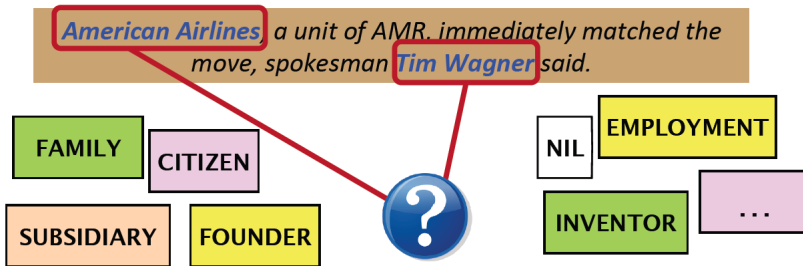 American Airlines, a unit of AMR. immediately matched the
move, spokesman Tim Wagner said.
FAMILY
CITIZEN
NIL
EMPLOYMENT
SUBSIDIARY
FOUNDER
?
INVENTOR
...